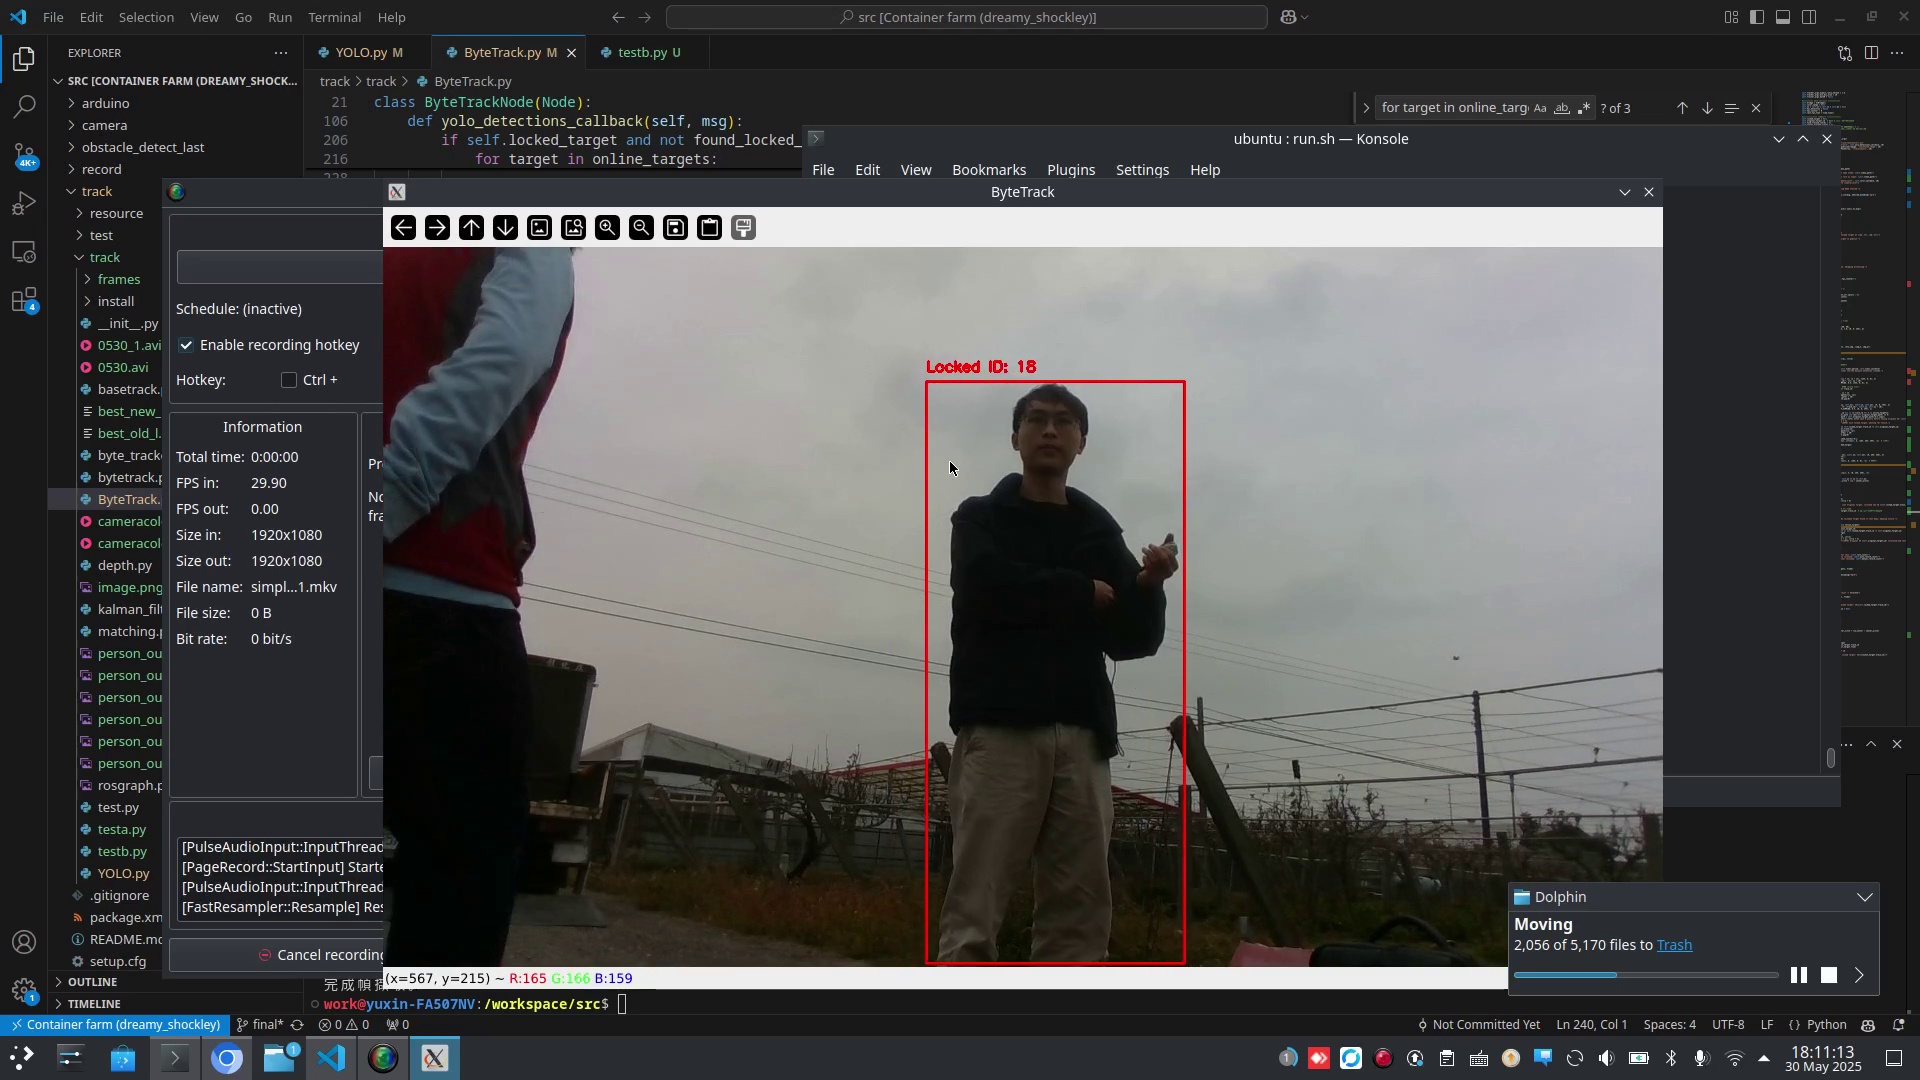 File Edit Selection View Go Run Terminal Help
src [Container farm (dreamy_shockley)]
EXPLORER
YOLO.py M
ByteTrack.py M
testb.py U
SRC [CONTAINER FARM (DREAMY_SHOCK...
track > track > ByteTrack.py
arduino
camera
obstacle_detect_last
record
track
resource
test
track
frames
install
__init__.py
0530_1.avi
0530.avi
basetrack.
best_new_
best_old_l.
byte_track
bytetrack.p
ByteTrack.
cameracol
cameracol
depth.py
image.png
kalman_filt
matching.p
person_ou
person_ou
person_ou
person_ou
person_ou
person_ou
rosgraph.p
test.py
testa.py
testb.py
YOLO.py
.gitignore
package.xm
README.md
setup.cfg
OUTLINE
TIMELINE
4K+
4
1
21 class ByteTrackNode(Node):
106 def yolo_detections_callback(self, msg):
206 if self.locked_target and not found_locked_
216 for target in online_targets:
for target in online_targ
Aa ab
? of 3
ubuntu : run.sh — Konsole
File Edit View Bookmarks Plugins Settings Help
ByteTrack
Schedule: (inactive)
Enable recording hotkey
Hotkey: Ctrl +
Information
Total time: 0:00:00
FPS in: 29.90
FPS out: 0.00
Size in: 1920x1080
Size out: 1920x1080
File name: simpl...1.mkv
File size: 0 B
Bit rate: 0 bit/s
[PulseAudioInput::InputThread
[PageRecord::StartInput] Starte
[PulseAudioInput::InputThread
[FastResampler::Resample] Res
Cancel recording
Locked ID: 18
(x=567, y=215) ~ R:165 G:166 B:159
Dolphin
Moving
2,056 of 5,170 files to Trash
work@yuxin-FA507NV:/workspace/src$
Container farm (dreamy_shockley)
final*
0 0
0
Not Committed Yet
Ln 240, Col 1
Spaces: 4
UTF-8
LF
Python
1
1
18:11:13
30 May 2025